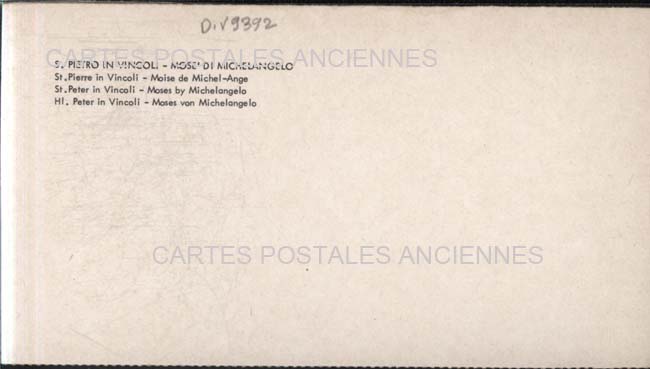 D.V9392
CARTES POSTALES ANCIENNES
S. PIETRO IN VINCOLI - MOSE' DI MICHELANGELO
St.Pierre in Vincoli - Moise de Michel-Ange
St.Peter in Vincoli - Moses by Michelangelo
Hl. Peter in Vincoli - Moses von Michelangelo
CARTES POSTALES ANCIENNES